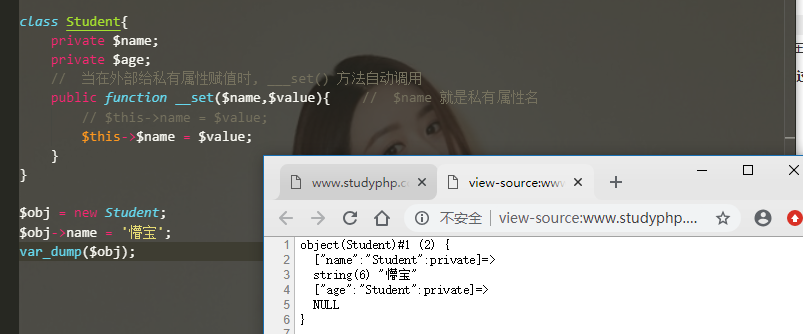 class Student{
private $name;
private $age;
// 当在外部给私有属性赋值时, ___set() 方法自动调用
public function __set($name,$value){ // $name 就是私有属性名
// $this->name = $value;
$this->$name = $value;
}
}
$obj = new Student;
$obj->name = '懵宝';
var_dump($obj);
www.studyphp.c
view-source:www
不安全 | view-source:www.studyphp....
1 object(Student)#1 (2) {
2 ["name":"Student":private]=>
3 string(6) "懵宝"
4 ["age":"Student":private]=>
5 NULL
6 }